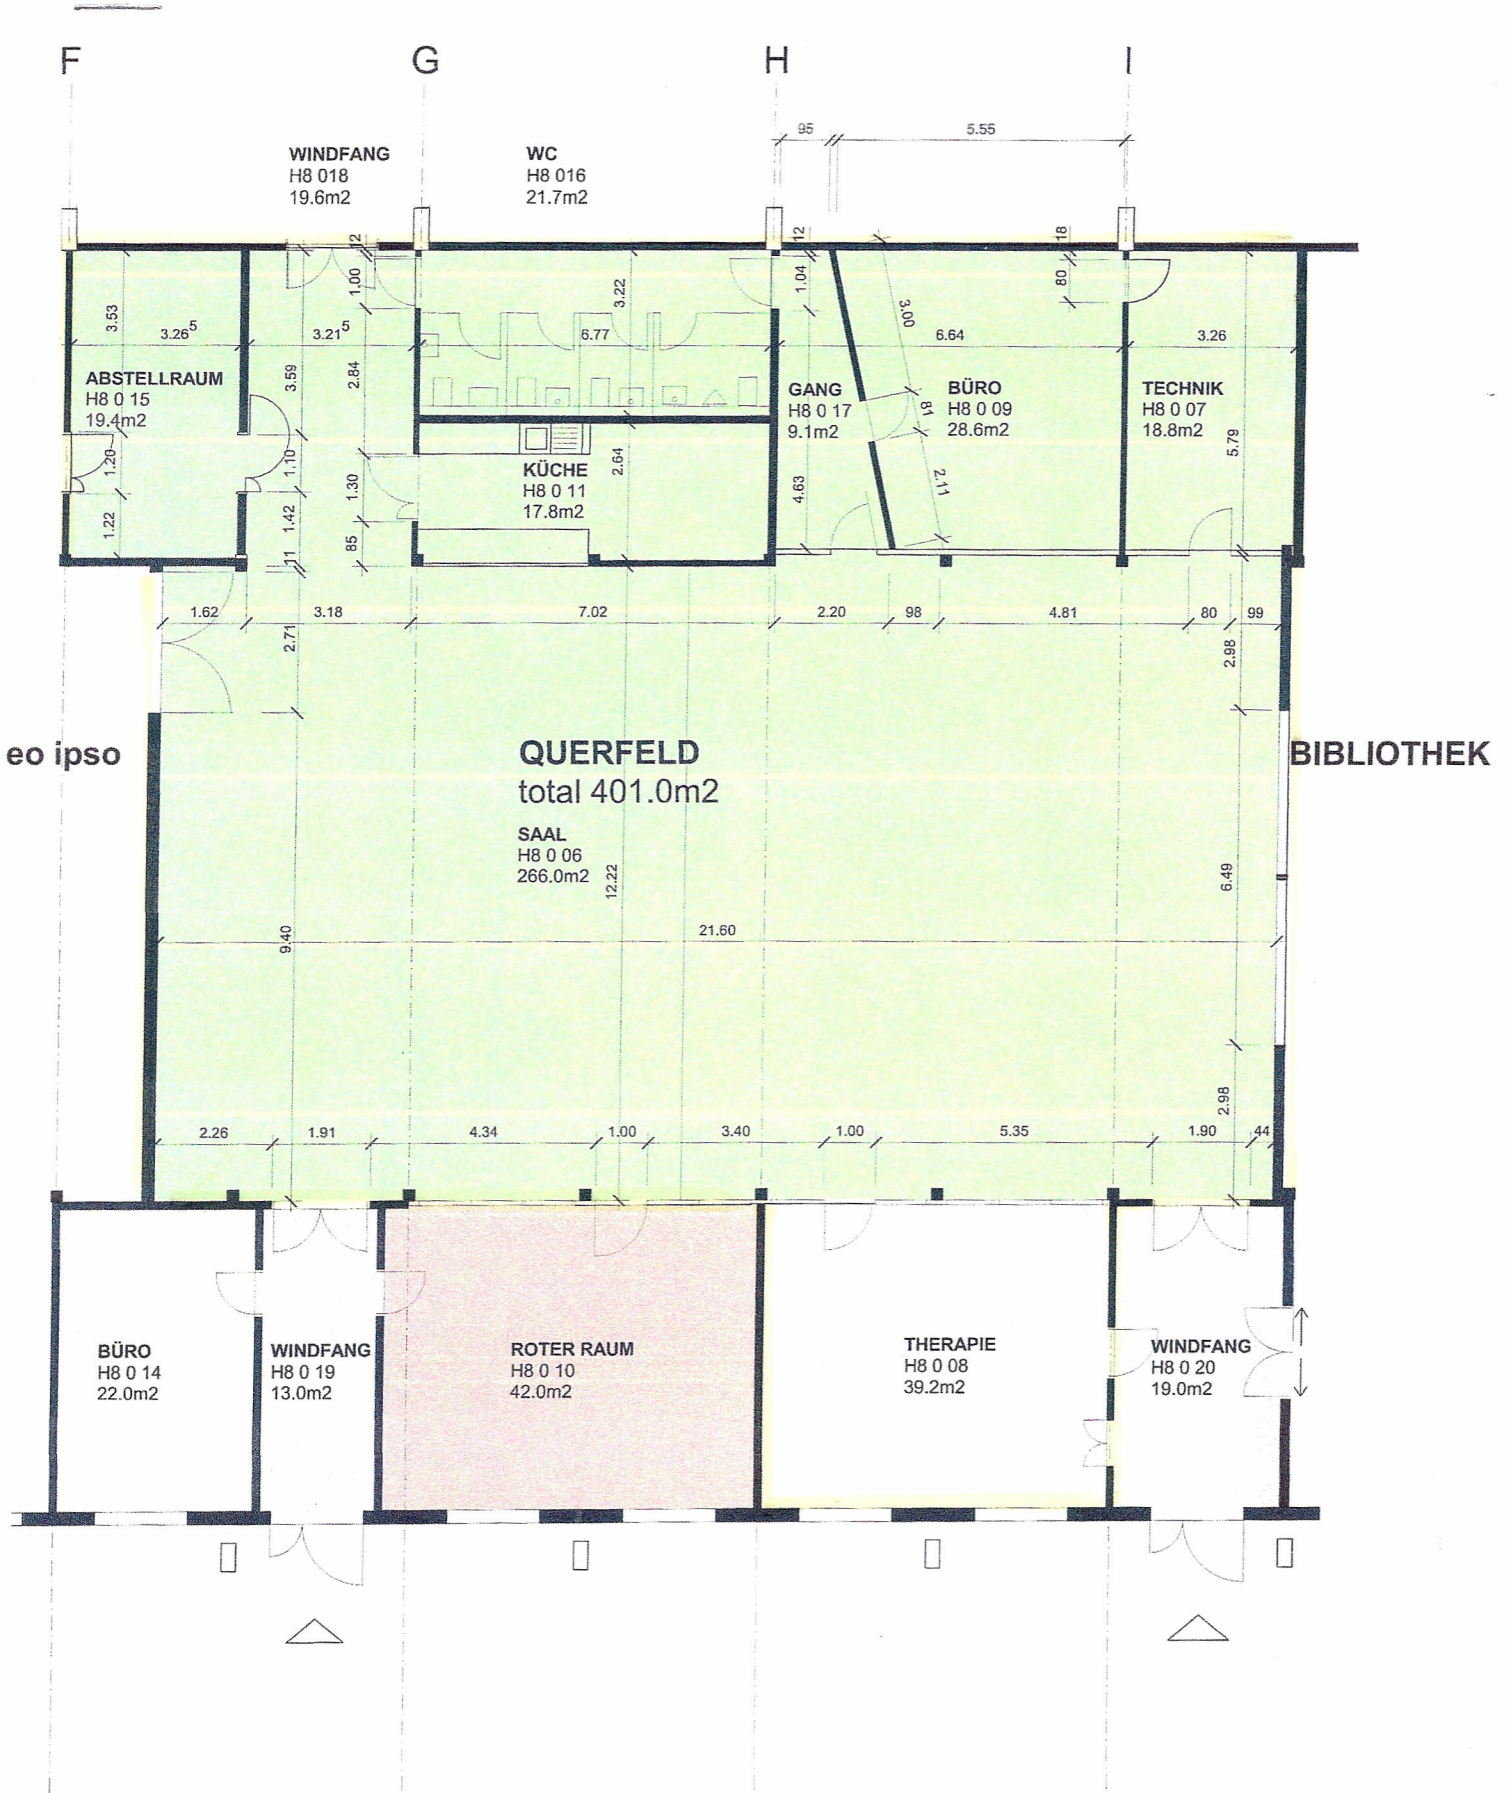 F G H I
95 5.55
WINDFANG
H8 018
19.6m2
WC
H8 016
21.7m2
12 12 18
1.00 3.22 1.04 3.00 80
3.53
3.26⁵ 3.21⁵ 6.77 6.64 3.26
3.59 2.84
ABSTELLRAUM
H8 0 15
19.4m2
GANG
H8 0 17
9.1m2
81
BÜRO
H8 0 09
28.6m2
TECHNIK
H8 0 07
18.8m2
5.79
1.20 1.10 1.30
KÜCHE
H8 0 11
17.8m2
2.64 4.63 2.11
1.22 1.42 85
11
1.62 3.18 7.02 2.20 98 4.81 80 99
2.71 2.98
eo ipso
QUERFELD
total 401.0m2
BIBLIOTHEK
SAAL
H8 0 06
266.0m2
12.22 6.49
9.40 21.60
2.98
2.26 1.91 4.34 1.00 3.40 1.00 5.35 1.90 44
BÜRO
H8 0 14
22.0m2
WINDFANG
H8 0 19
13.0m2
ROTER RAUM
H8 0 10
42.0m2
THERAPIE
H8 0 08
39.2m2
WINDFANG
H8 0 20
19.0m2